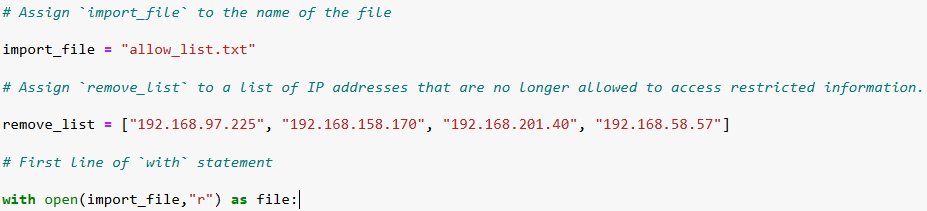 # Assign `import_file` to the name of the file
import_file = "allow_list.txt"
# Assign `remove_list` to a list of IP addresses that are no longer allowed to access restricted information.
remove_list = ["192.168.97.225", "192.168.158.170", "192.168.201.40", "192.168.58.57"]
# First line of `with` statement
with open(import_file,"r") as file: